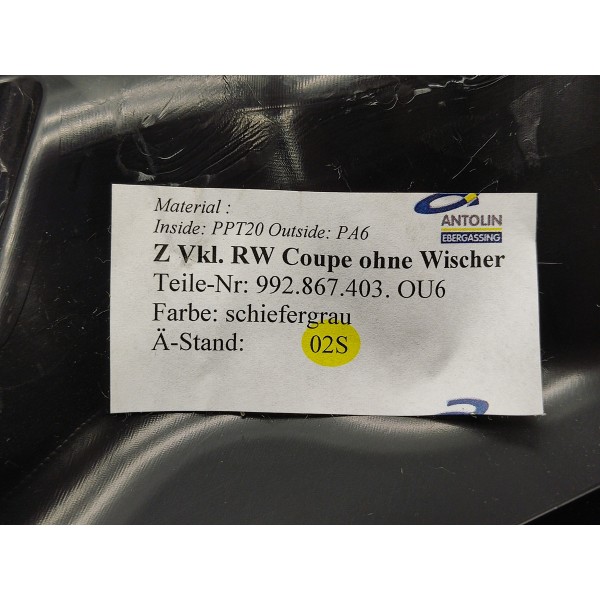 Material :
Inside: PPT20 Outside: PA6
ANTOLIN
EBERGASSING
Z Vkl. RW Coupe ohne Wischer
Teile-Nr: 992.867.403. OU6
Farbe: schiefergrau
Ä-Stand: 02S